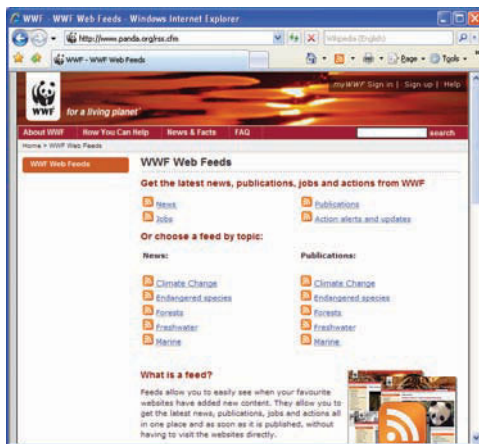 WWF - WWF Web Feeds - Windows Internet Explorer
http://www.panda.org/rss.cfm
Wikipedia (English)
WWF - WWF Web Feeds
Page
Tools
myWWF Sign in | Sign up | Help
WWF
for a living planet
About WWF How You Can Help News & Facts FAQ search
Home > WWF Web Feeds
WWF Web Feeds
WWF Web Feeds
Get the latest news, publications, jobs and actions from WWF
News Publications
Jobs Action alerts and updates
Or choose a feed by topic:
News: Publications:
Climate Change Climate Change
Endangered species Endangered species
Forests Forests
Freshwater Freshwater
Marine Marine
What is a feed?
Feeds allow you to easily see when your favourite
websites have added new content. They allow you to
get the latest news, publications, jobs and actions all
in one place and as soon as it is published, without
having to visit the websites directly.